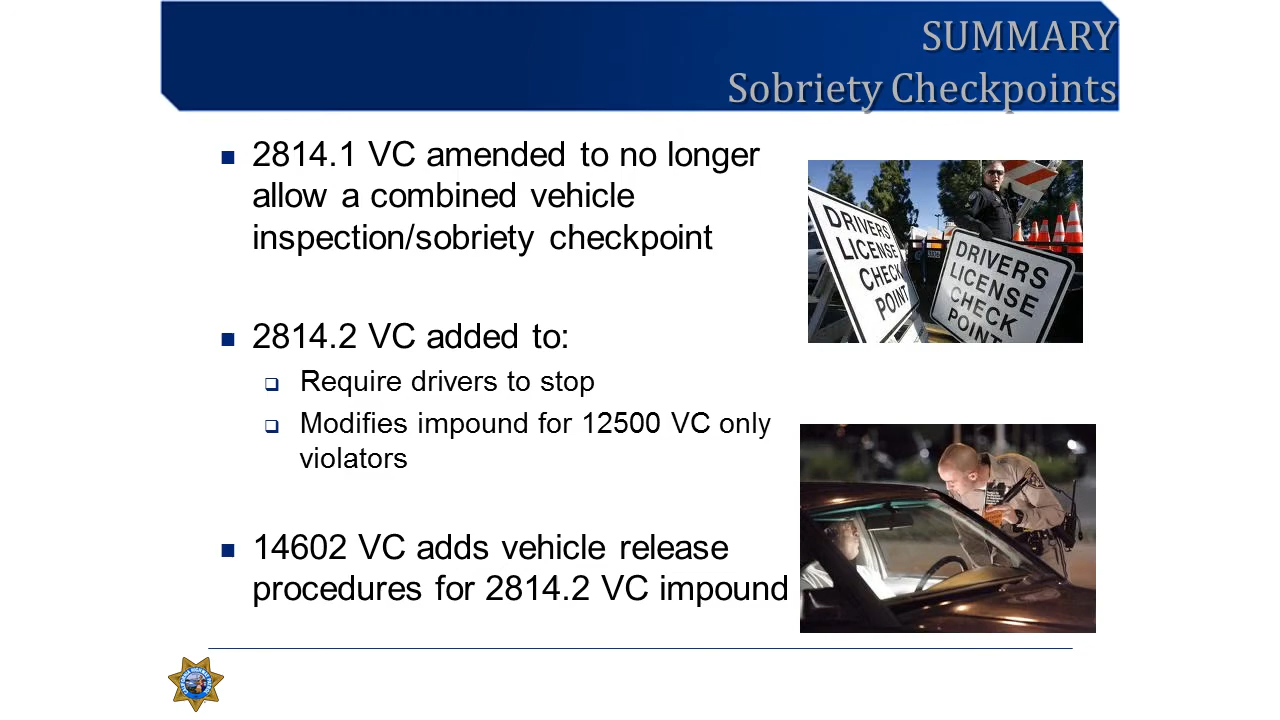 SUMMARY
Sobriety Checkpoints
2814.1 VC amended to no longer
allow a combined vehicle
inspection/sobriety checkpoint
DRIVERS
LICENSE
CHECK
POINT
DRIVERS
LICENSE
CHECK
POINT
2814.2 VC added to:
Require drivers to stop
Modifies impound for 12500 VC only
violators
14602 VC adds vehicle release
procedures for 2814.2 VC impound